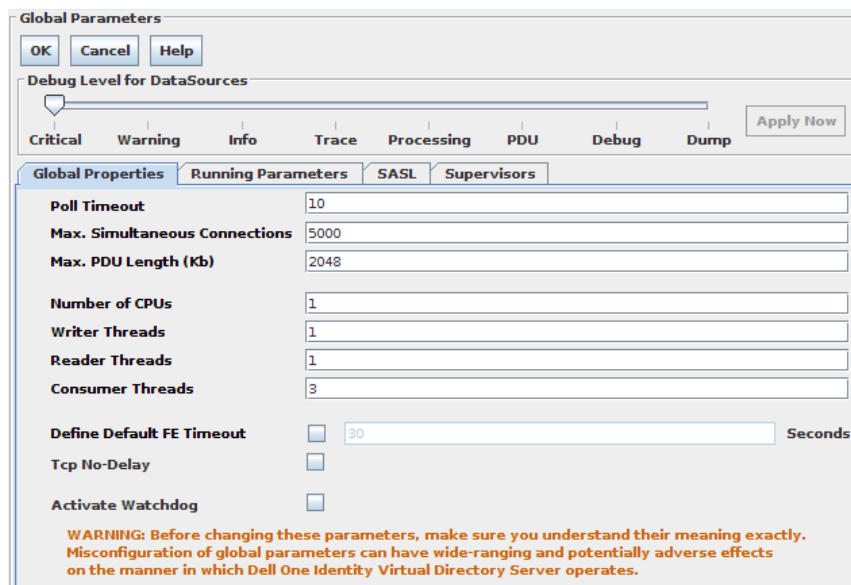 Global Parameters
OK Cancel Help
Debug Level for DataSources
Critical Warning Info Trace Processing PDU Debug Dump
Apply Now
Global Properties Running Parameters SASL Supervisors
Poll Timeout 10
Max. Simultaneous Connections 5000
Max. PDU Length (Kb) 2048
Number of CPUs 1
Writer Threads 1
Reader Threads 1
Consumer Threads 3
Define Default FE Timeout 30 Seconds
Tcp No-Delay
Activate Watchdog
WARNING: Before changing these parameters, make sure you understand their meaning exactly.
Misconfiguration of global parameters can have wide-ranging and potentially adverse effects
on the manner in which Dell One Identity Virtual Directory Server operates.